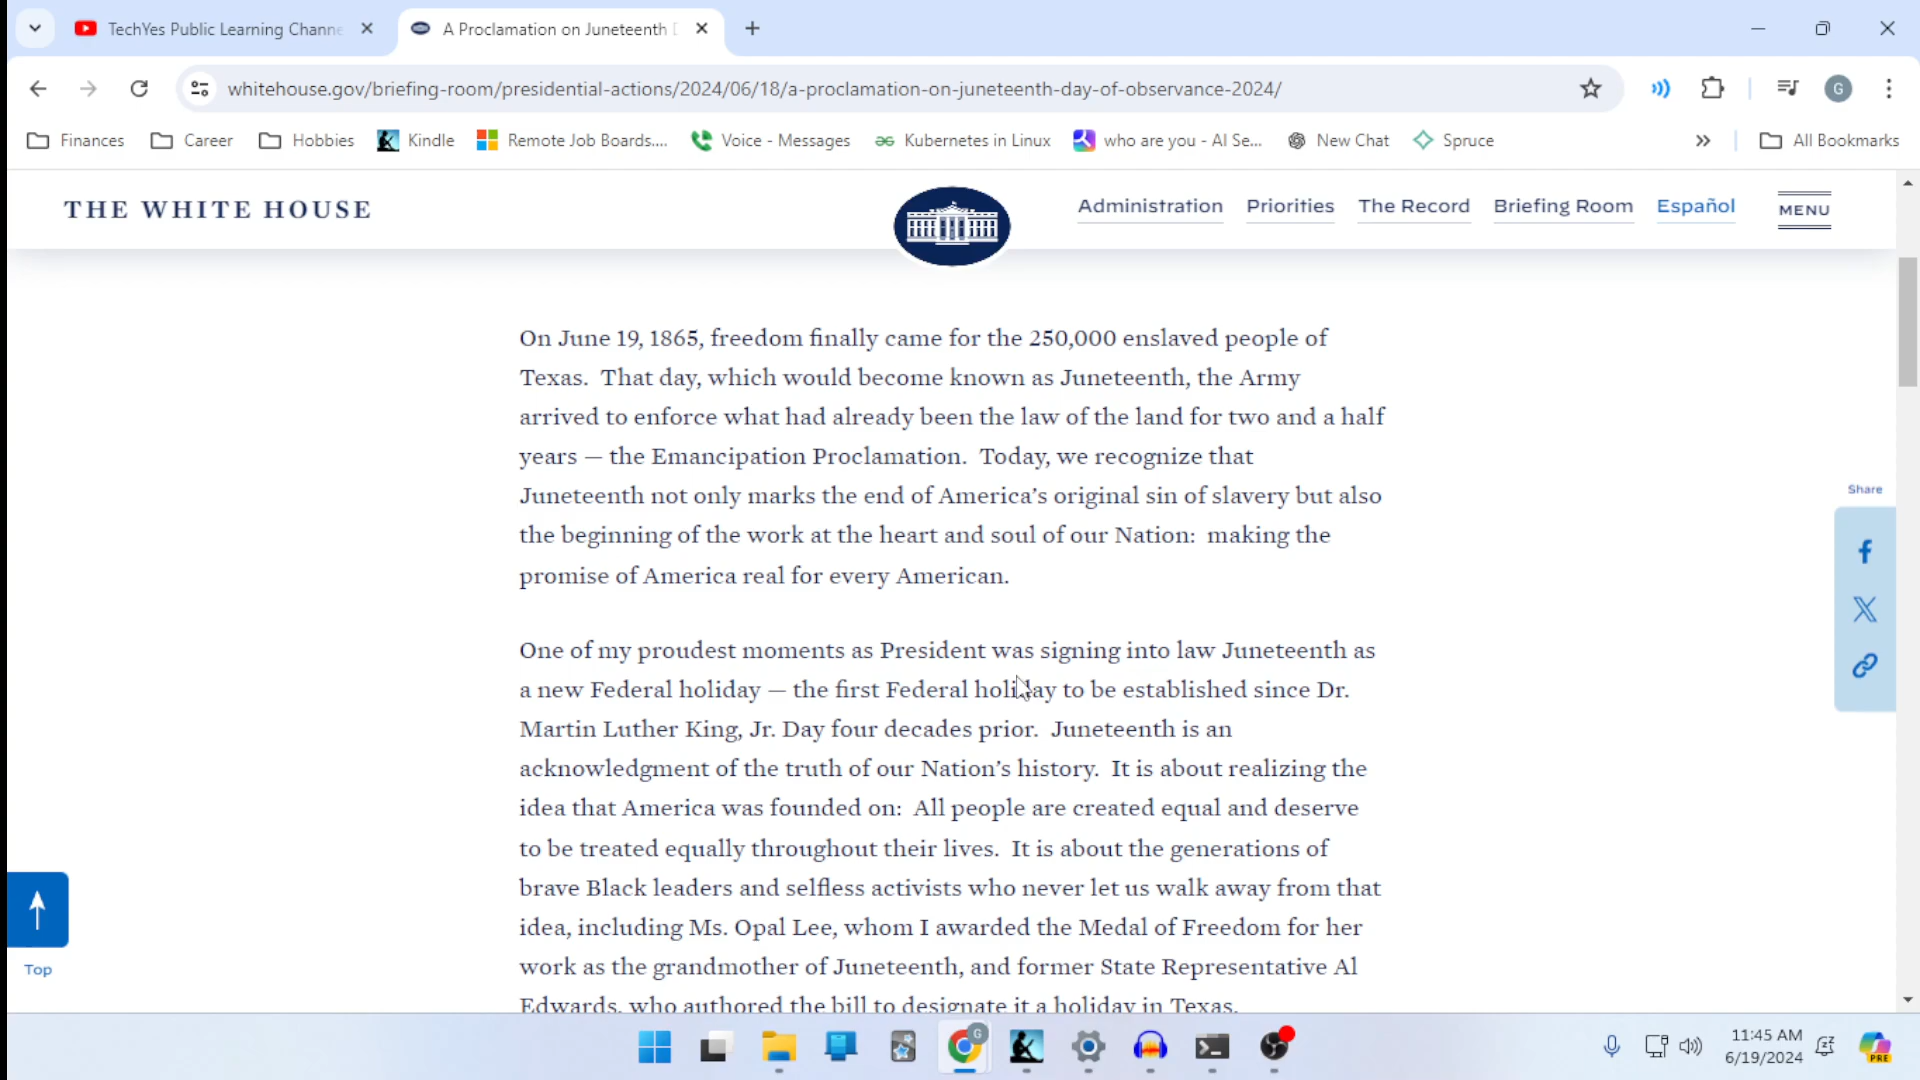 TechYes Public Learning Channe
A Proclamation on Juneteenth D
whitehouse.gov/briefing-room/presidential-actions/2024/06/18/a-proclamation-on-juneteenth-day-of-observance-2024/
G
Finances
Career
Hobbies
Kindle
Remote Job Boards....
Voice - Messages
Kubernetes in Linux
who are you - AI Se...
New Chat
Spruce
All Bookmarks
THE WHITE HOUSE
Administration
Priorities
The Record
Briefing Room
Español
MENU
On June 19, 1865, freedom finally came for the 250,000 enslaved people of
Texas.  That day, which would become known as Juneteenth, the Army
arrived to enforce what had already been the law of the land for two and a half
years — the Emancipation Proclamation.  Today, we recognize that
Juneteenth not only marks the end of America’s original sin of slavery but also
the beginning of the work at the heart and soul of our Nation:  making the
promise of America real for every American.
One of my proudest moments as President was signing into law Juneteenth as
a new Federal holiday — the first Federal holiday to be established since Dr.
Martin Luther King, Jr. Day four decades prior.  Juneteenth is an
acknowledgment of the truth of our Nation’s history.  It is about realizing the
idea that America was founded on:  All people are created equal and deserve
to be treated equally throughout their lives.  It is about the generations of
brave Black leaders and selfless activists who never let us walk away from that
idea, including Ms. Opal Lee, whom I awarded the Medal of Freedom for her
work as the grandmother of Juneteenth, and former State Representative Al
Edwards, who authored the bill to designate it a holiday in Texas.
Share
Top
G
11:45 AM
6/19/2024
PRE